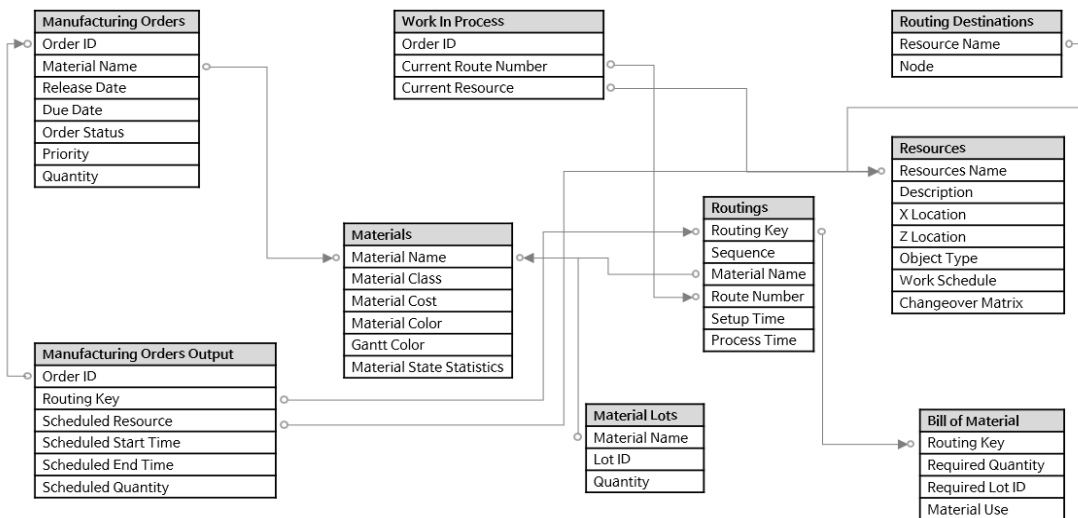 Manufacturing Orders
Order ID
Material Name
Release Date
Due Date
Order Status
Priority
Quantity
Work In Process
Order ID
Current Route Number
Current Resource
Routing Destinations
Resource Name
Node
Resources
Resources Name
Description
X Location
Z Location
Object Type
Work Schedule
Changeover Matrix
Routings
Routing Key
Sequence
Material Name
Route Number
Setup Time
Process Time
Materials
Material Name
Material Class
Material Cost
Material Color
Gantt Color
Material State Statistics
Manufacturing Orders Output
Order ID
Routing Key
Scheduled Resource
Scheduled Start Time
Scheduled End Time
Scheduled Quantity
Material Lots
Material Name
Lot ID
Quantity
Bill of Material
Routing Key
Required Quantity
Required Lot ID
Material Use